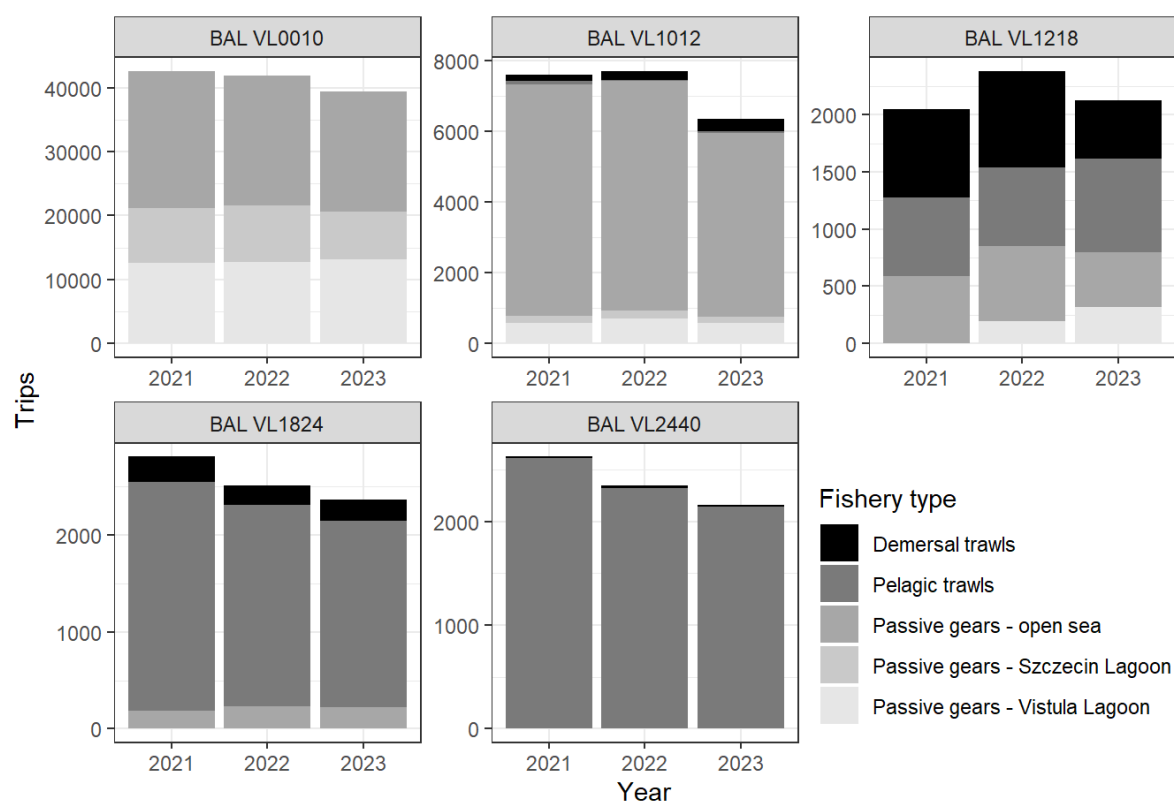 BAL VL0010
BAL VL1012
BAL VL1218
40000
30000
20000
10000
0
8000
6000
4000
2000
0
2000
1500
1000
500
0
2021 2022 2023
2021 2022 2023
2021 2022 2023
Trips
BAL VL1824
BAL VL2440
2000
1000
0
2000
1000
0
2021 2022 2023
2021 2022 2023
Year
Fishery type
Demersal trawls
Pelagic trawls
Passive gears - open sea
Passive gears - Szczecin Lagoon
Passive gears - Vistula Lagoon